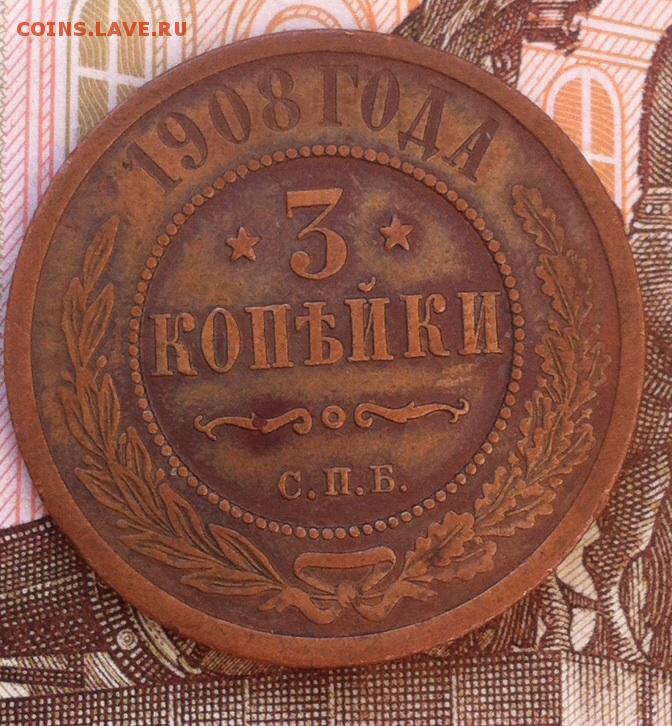 COINS.LAVE.RU
1908 ГОДА
3
КОПѢЙКИ
С.П.Б.